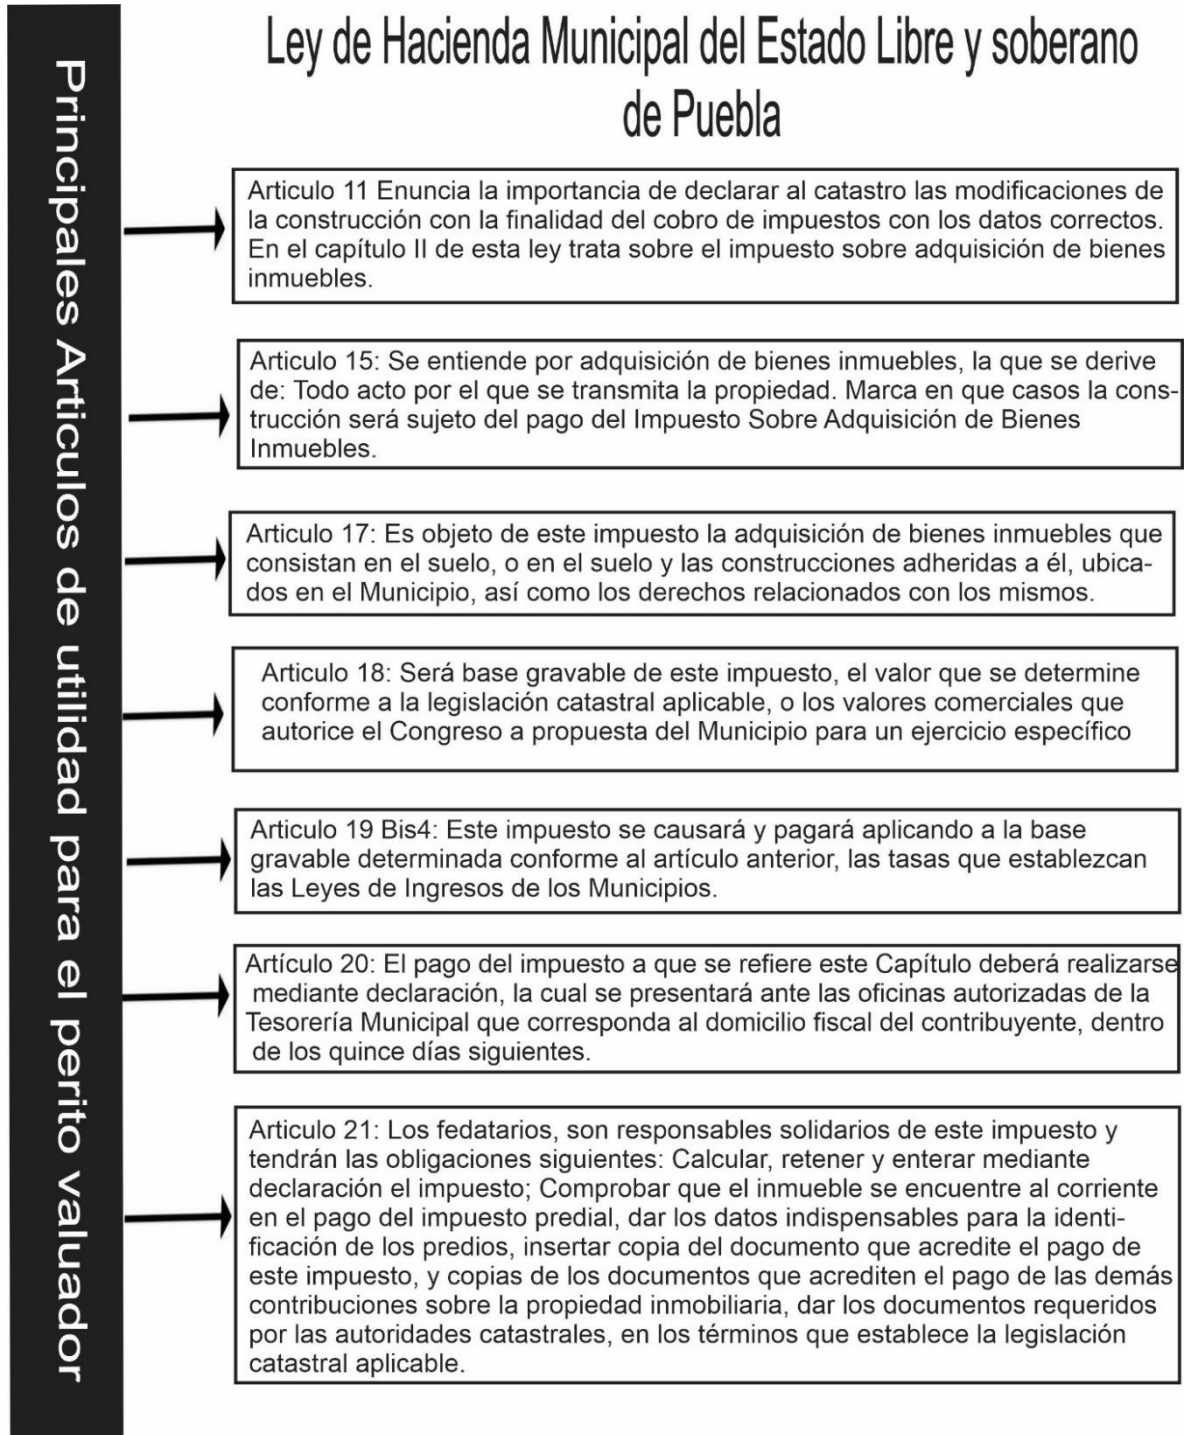 Ley de Hacienda Municipal del Estado Libre y soberano
de Puebla
Principales Articulos de utilidad para el perito valuador
Articulo 11 Enuncia la importancia de declarar al catastro las modificaciones de
la construcción con la finalidad del cobro de impuestos con los datos correctos.
En el capítulo II de esta ley trata sobre el impuesto sobre adquisición de bienes
inmuebles.
Articulo 15: Se entiende por adquisición de bienes inmuebles, la que se derive
de: Todo acto por el que se transmita la propiedad. Marca en que casos la cons-
trucción será sujeto del pago del Impuesto Sobre Adquisición de Bienes
Inmuebles.
Articulo 17: Es objeto de este impuesto la adquisición de bienes inmuebles que
consistan en el suelo, o en el suelo y las construcciones adheridas a él, ubica-
dos en el Municipio, así como los derechos relacionados con los mismos.
Articulo 18: Será base gravable de este impuesto, el valor que se determine
conforme a la legislación catastral aplicable, o los valores comerciales que
autorice el Congreso a propuesta del Municipio para un ejercicio específico
Articulo 19 Bis4: Este impuesto se causará y pagará aplicando a la base
gravable determinada conforme al artículo anterior, las tasas que establezcan
las Leyes de Ingresos de los Municipios.
Artículo 20: El pago del impuesto a que se refiere este Capítulo deberá realizarse
mediante declaración, la cual se presentará ante las oficinas autorizadas de la
Tesorería Municipal que corresponda al domicilio fiscal del contribuyente, dentro
de los quince días siguientes.
Articulo 21: Los fedatarios, son responsables solidarios de este impuesto y
tendrán las obligaciones siguientes: Calcular, retener y enterar mediante
declaración el impuesto; Comprobar que el inmueble se encuentre al corriente
en el pago del impuesto predial, dar los datos indispensables para la identi-
ficación de los predios, insertar copia del documento que acredite el pago de
este impuesto, y copias de los documentos que acrediten el pago de las demás
contribuciones sobre la propiedad inmobiliaria, dar los documentos requeridos
por las autoridades catastrales, en los términos que establece la legislación
catastral aplicable.